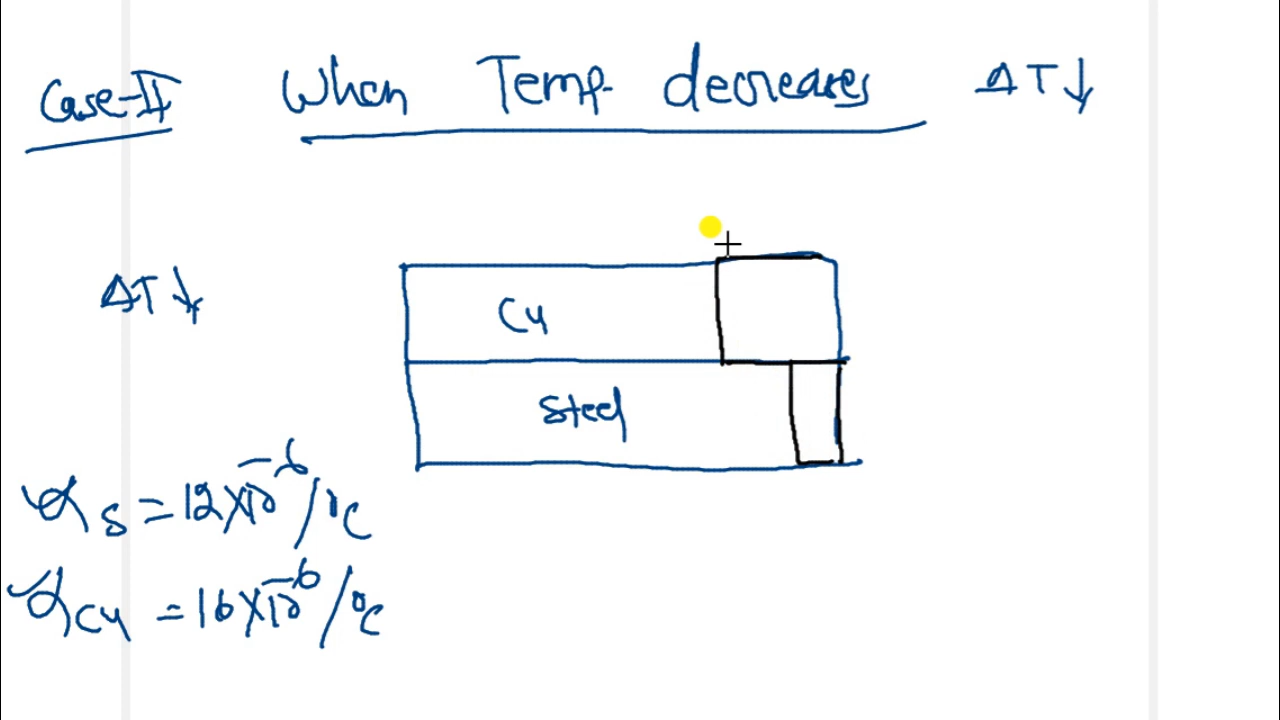 Case-II When Temp. decreases ΔT↓
ΔT↓
Cu
Steel
αs = 12×10⁻⁶/°C
αCu = 16×10⁻⁶/°C